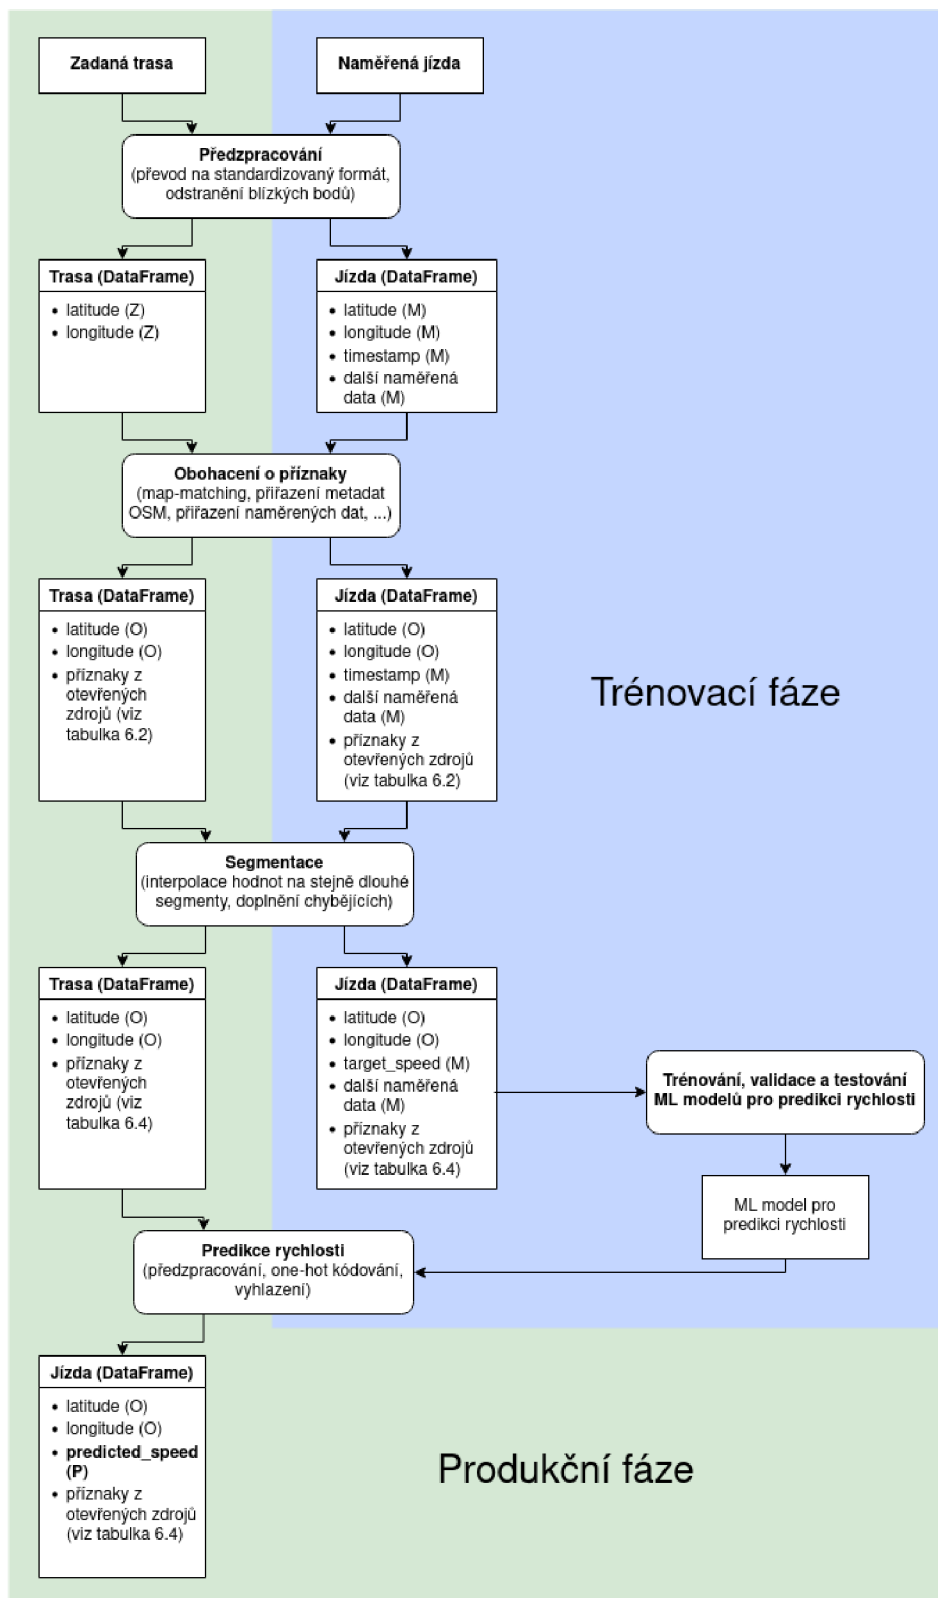 Zadaná trasa
Naměřená jízda
Předzpracování
(převod na standardizovaný formát,
odstranění blízkých bodů)
Trasa (DataFrame)
• latitude (Z)
• longitude (Z)
Jízda (DataFrame)
• latitude (M)
• longitude (M)
• timestamp (M)
• další naměřená
data (M)
Obohacení o příznaky
(map-matching, přiřazení metadat
OSM, přiřazení naměrených dat, ...)
Trasa (DataFrame)
• latitude (O)
• longitude (O)
• příznaky z
otevřených
zdrojů (viz
tabulka 6.2)
Jízda (DataFrame)
• latitude (O)
• longitude (O)
• timestamp (M)
• další naměřená
data (M)
• příznaky z
otevřených zdrojů
(viz tabulka 6.2)
Trénovací fáze
Segmentace
(interpolace hodnot na stejně dlouhé
segmenty, doplnění chybějících)
Trasa (DataFrame)
• latitude (O)
• longitude (O)
• příznaky z
otevřených
zdrojů (viz
tabulka 6.4)
Jízda (DataFrame)
• latitude (O)
• longitude (O)
• target_speed (M)
• další naměřená
data (M)
• příznaky z
otevřených zdrojů
(viz tabulka 6.4)
Trénování, validace a testování
ML modelů pro predikci rychlosti
ML model pro
predikci rychlosti
Predikce rychlosti
(předzpracování, one-hot kódování,
vyhlazení)
Jízda (DataFrame)
• latitude (O)
• longitude (O)
• predicted_speed
(P)
• příznaky z
otevřených zdrojů
(viz tabulka 6.4)
Produkční fáze